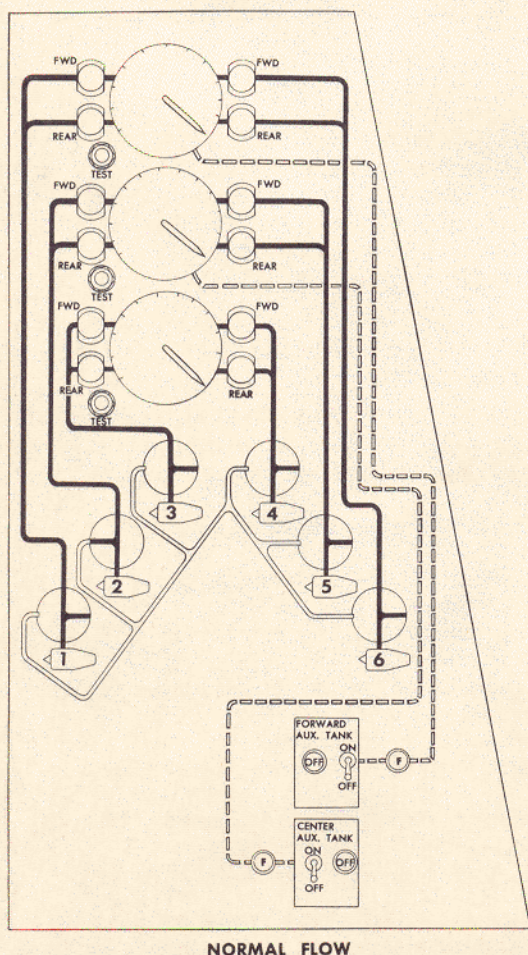 FWD FWD
REAR REAR
TEST
FWD FWD
REAR REAR
TEST
FWD FWD
REAR REAR
TEST
3 4
2 5
1 6
FORWARD
AUX. TANK
ON
OFF F
OFF
CENTER
AUX. TANK
ON
F OFF
OFF
NORMAL FLOW